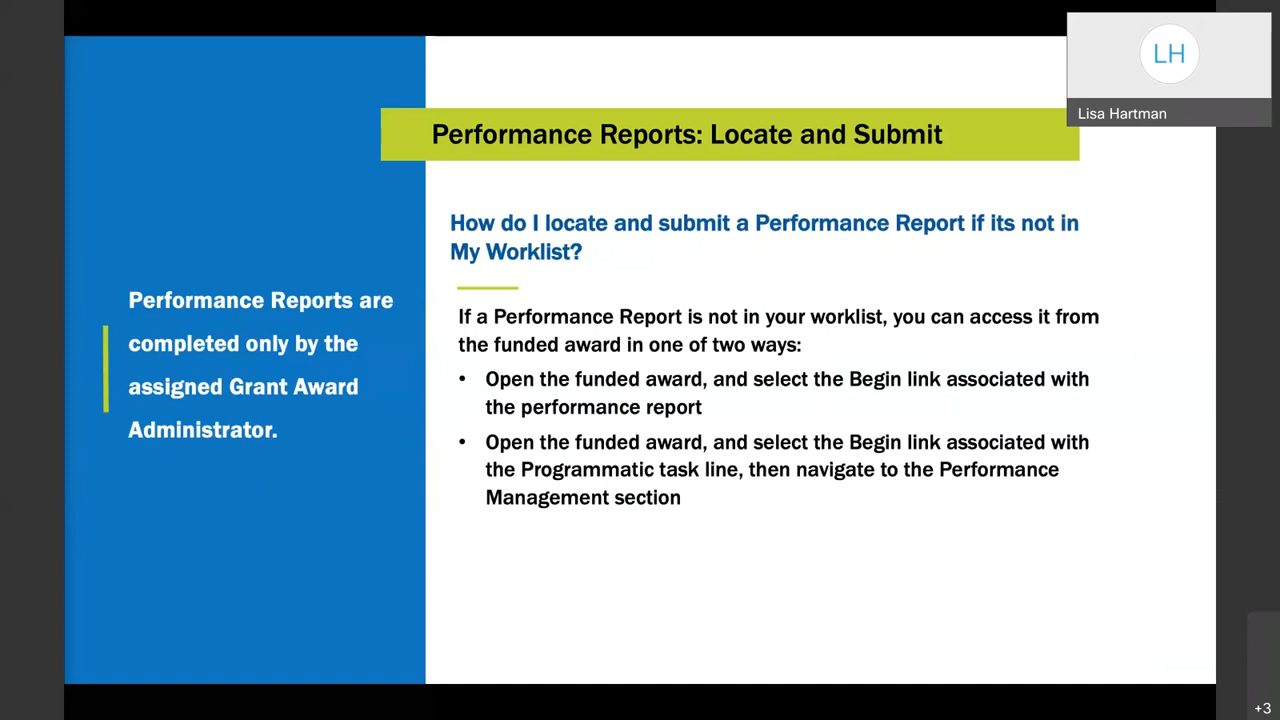 LH
Lisa Hartman
Performance Reports: Locate and Submit
How do I locate and submit a Performance Report if its not in
My Worklist?
Performance Reports are
completed only by the
assigned Grant Award
Administrator.
If a Performance Report is not in your worklist, you can access it from
the funded award in one of two ways:
• Open the funded award, and select the Begin link associated with
the performance report
• Open the funded award, and select the Begin link associated with
the Programmatic task line, then navigate to the Performance
Management section
+3